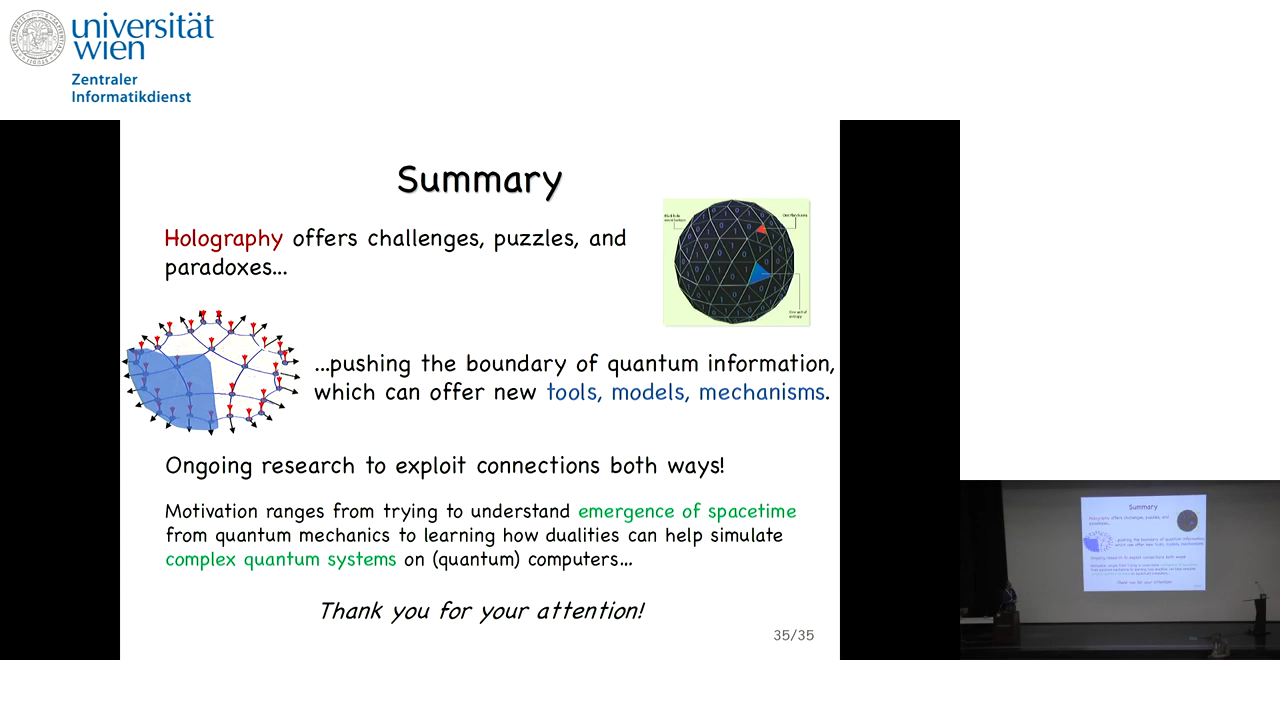 universität
wien
Zentraler
Informatikdienst
Summary
Holography offers challenges, puzzles, and
paradoxes...
...pushing the boundary of quantum information,
which can offer new tools, models, mechanisms.
Ongoing research to exploit connections both ways!
Motivation ranges from trying to understand emergence of spacetime
from quantum mechanics to learning how dualities can help simulate
complex quantum systems on (quantum) computers...
Thank you for your attention!
35/35
Summary